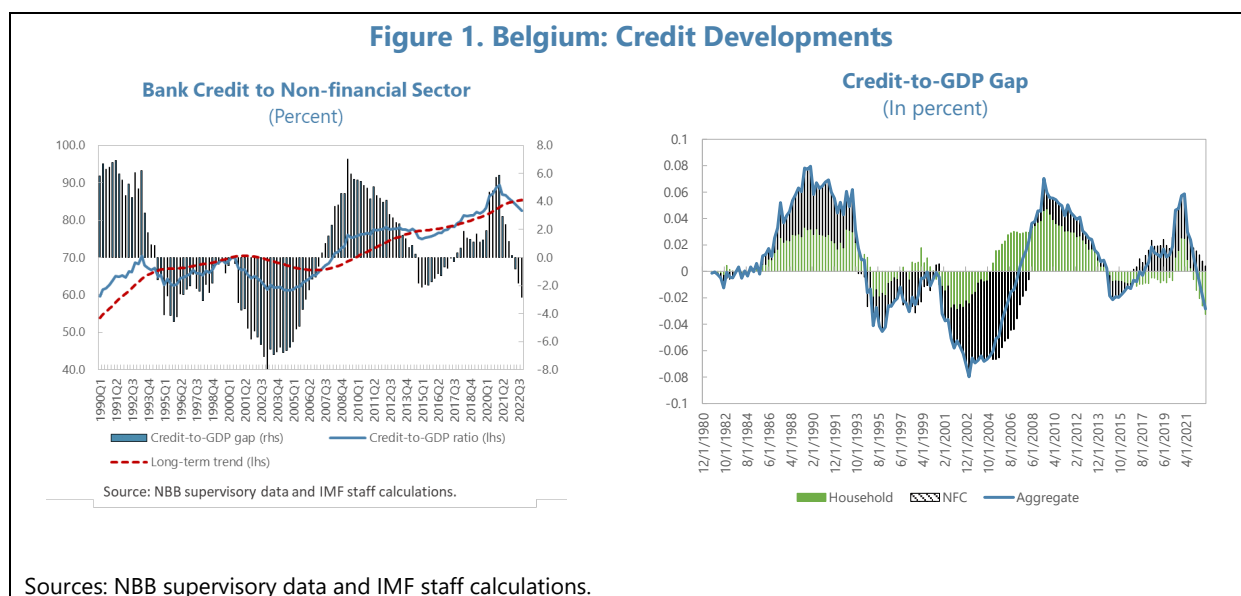 Figure 1. Belgium: Credit Developments
Bank Credit to Non-financial Sector
(Percent)
100.0
90.0
80.0
70.0
60.0
50.0
40.0
8.0
6.0
4.0
2.0
0.0
-2.0
-4.0
-6.0
-8.0
1990Q1
1991Q2
1992Q3
1993Q4
1995Q1
1996Q2
1997Q3
1998Q4
2000Q1
2001Q2
2002Q3
2003Q4
2005Q1
2006Q2
2007Q3
2008Q4
2010Q1
2011Q2
2012Q3
2013Q4
2015Q1
2016Q2
2017Q3
2018Q4
2020Q1
2021Q2
2022Q3
Credit-to-GDP gap (rhs)
Credit-to-GDP ratio (lhs)
Long-term trend (lhs)
Source: NBB supervisory data and IMF staff calculations.
Credit-to-GDP Gap
(In percent)
0.1
0.08
0.06
0.04
0.02
0
-0.02
-0.04
-0.06
-0.08
-0.1
12/1/1980
10/1/1982
8/1/1984
6/1/1986
4/1/1988
2/1/1990
12/1/1991
10/1/1993
8/1/1995
6/1/1997
4/1/1999
2/1/2001
12/1/2002
10/1/2004
8/1/2006
6/1/2008
4/1/2010
2/1/2012
12/1/2013
10/1/2015
8/1/2017
6/1/2019
4/1/2021
Household
NFC
Aggregate
Sources: NBB supervisory data and IMF staff calculations.